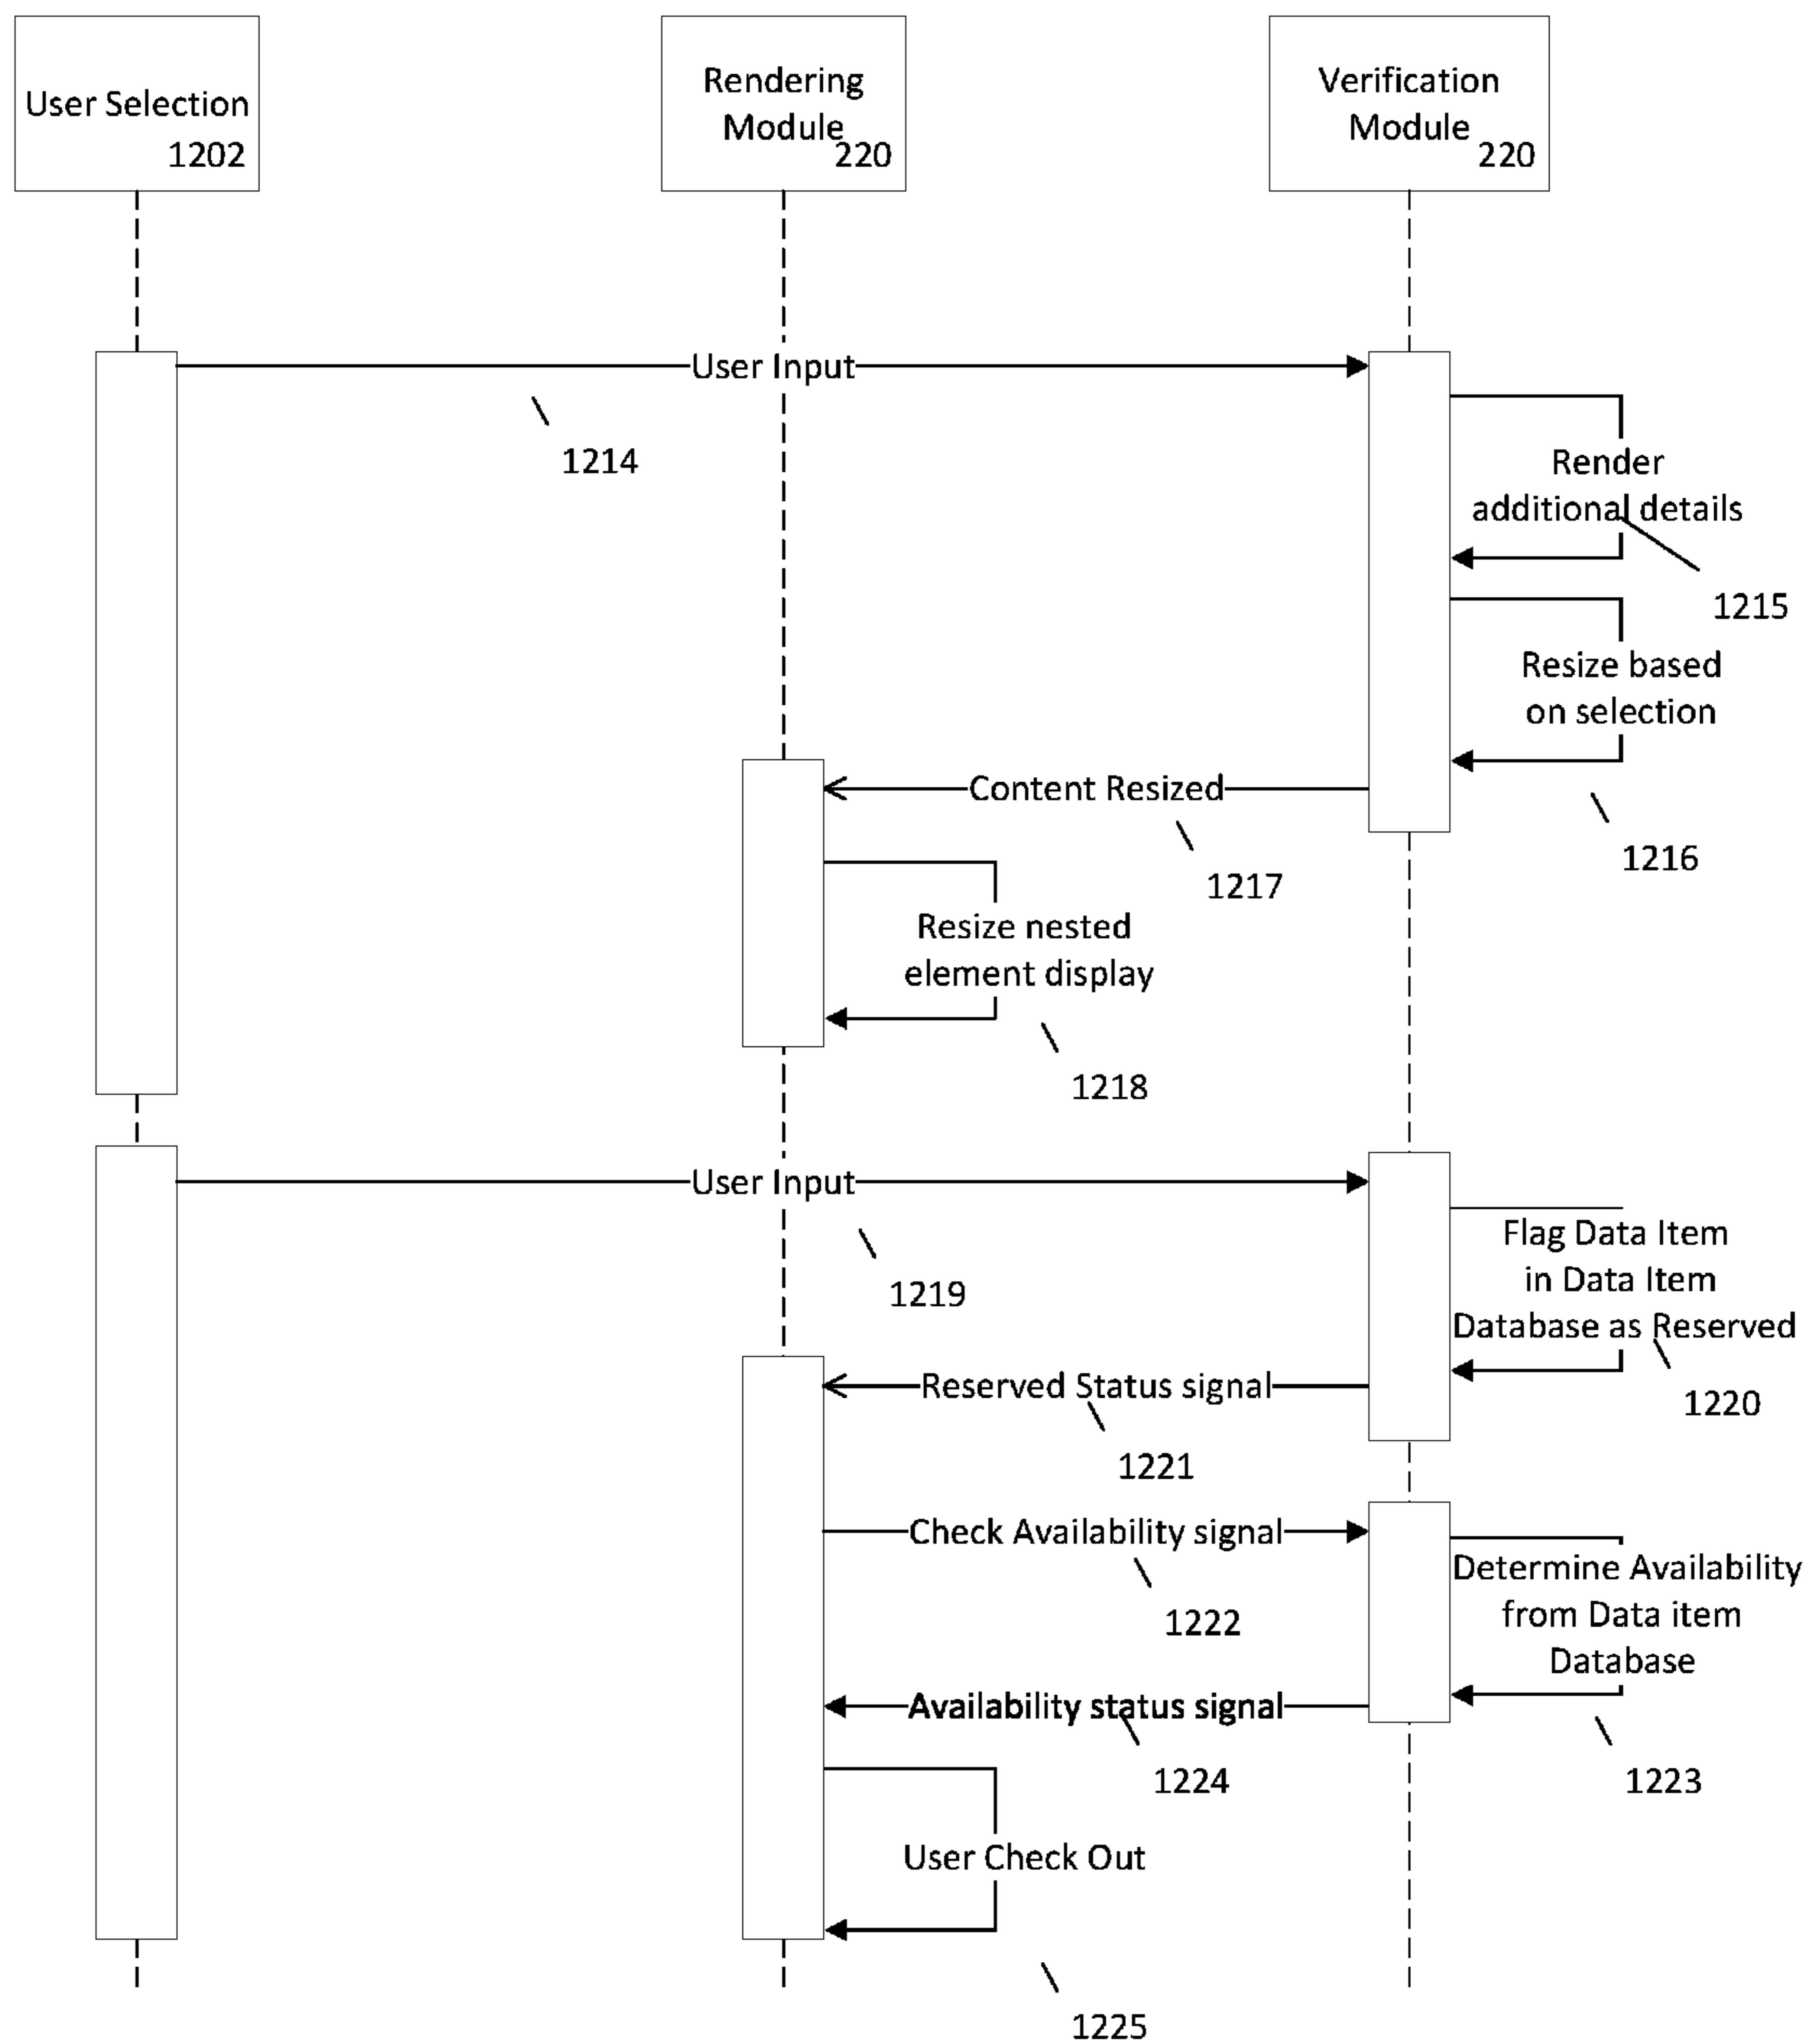 User Selection
1202
Rendering
Module
220
Verification
Module
220
User Input
1214
Render
additional details
1215
Resize based
on selection
1216
Content Resized
1217
Resize nested
element display
1218
User Input
1219
Flag Data Item
in Data Item
Database as Reserved
1220
Reserved Status signal
1221
Check Availability signal
1222
Determine Availability
from Data item
Database
1223
Availability status signal
1224
User Check Out
1225